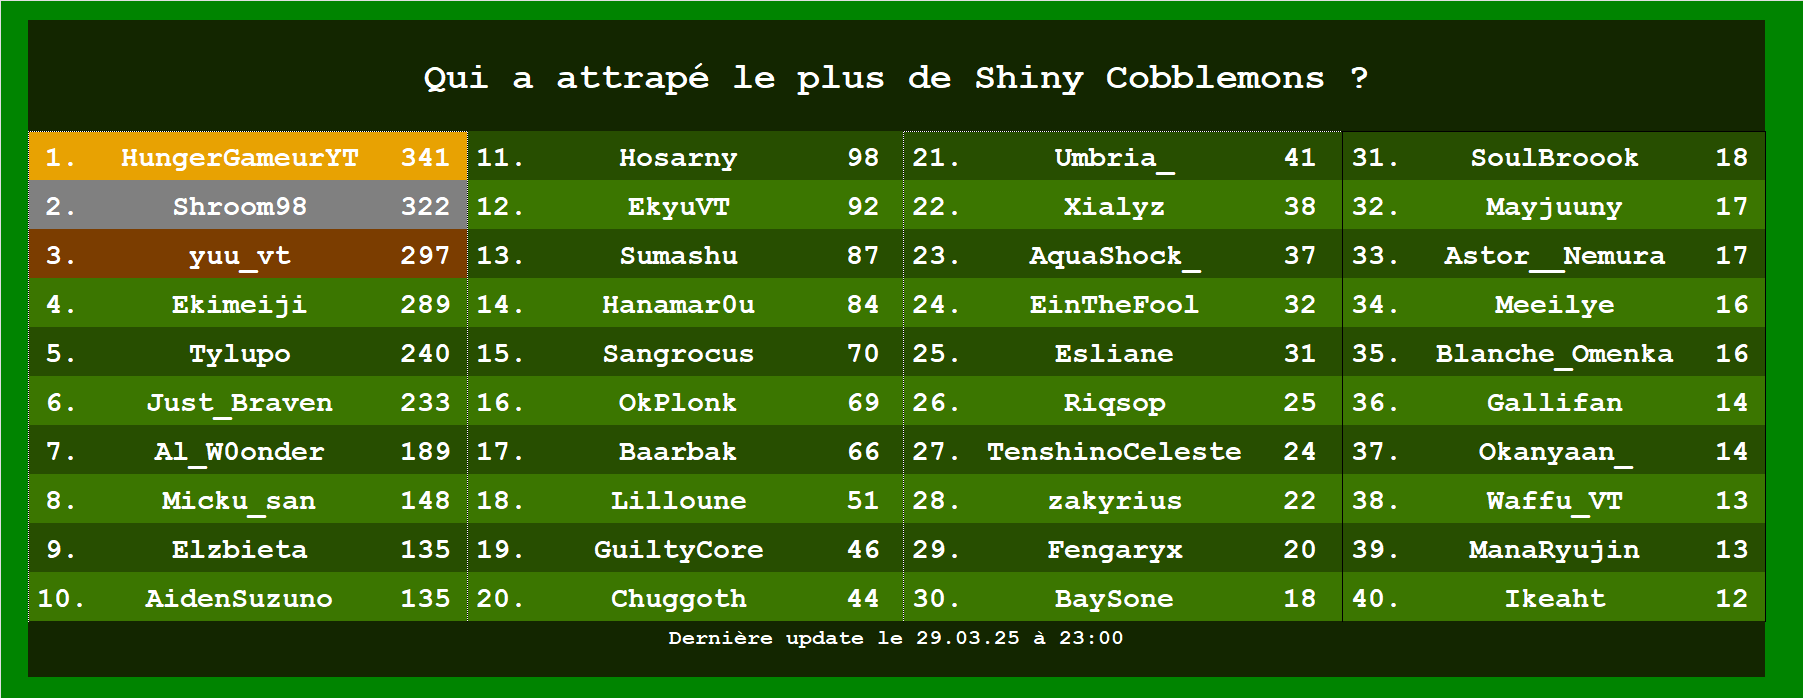 Qui a attrapé le plus de Shiny Cobblemons ?
1. HungerGameurYT 341
2. Shroom98 322
3. yuu_vt 297
4. Ekimeiji 289
5. Tylupo 240
6. Just_Braven 233
7. Al_W0onder 189
8. Micku_san 148
9. Elzbieta 135
10. AidenSuzuno 135
11. Hosarny 98
12. EkyuVT 92
13. Sumashu 87
14. Hanamar0u 84
15. Sangrocus 70
16. OkPlonk 69
17. Baarbak 66
18. Lilloune 51
19. GuiltyCore 46
20. Chuggoth 44
21. Umbria_ 41
22. Xialyz 38
23. AquaShock_ 37
24. EinTheFool 32
25. Esliane 31
26. Riqsop 25
27. TenshinoCeleste 24
28. zakyrius 22
29. Fengaryx 20
30. BaySone 18
31. SoulBroook 18
32. Mayjuuny 17
33. Astor__Nemura 17
34. Meeilye 16
35. Blanche_Omenka 16
36. Gallifan 14
37. Okanyaan_ 14
38. Waffu_VT 13
39. ManaRyujin 13
40. Ikeaht 12
Dernière update le 29.03.25 à 23:00